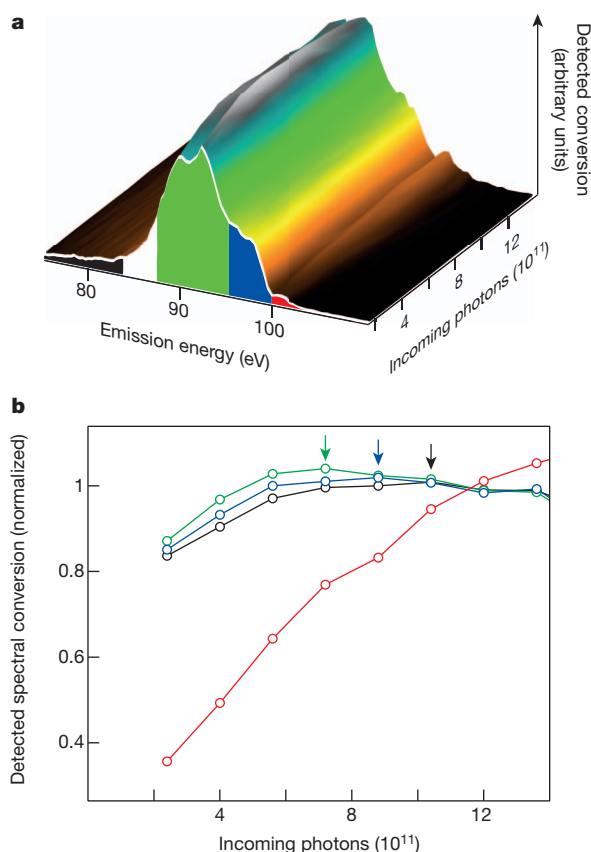 a
Detected conversion
(arbitrary units)
80
90
100
Emission energy (eV)
4
8
12
Incoming photons (10¹¹)
b
Detected spectral conversion (normalized)
1
0.8
0.6
0.4
4
8
12
Incoming photons (10¹¹)